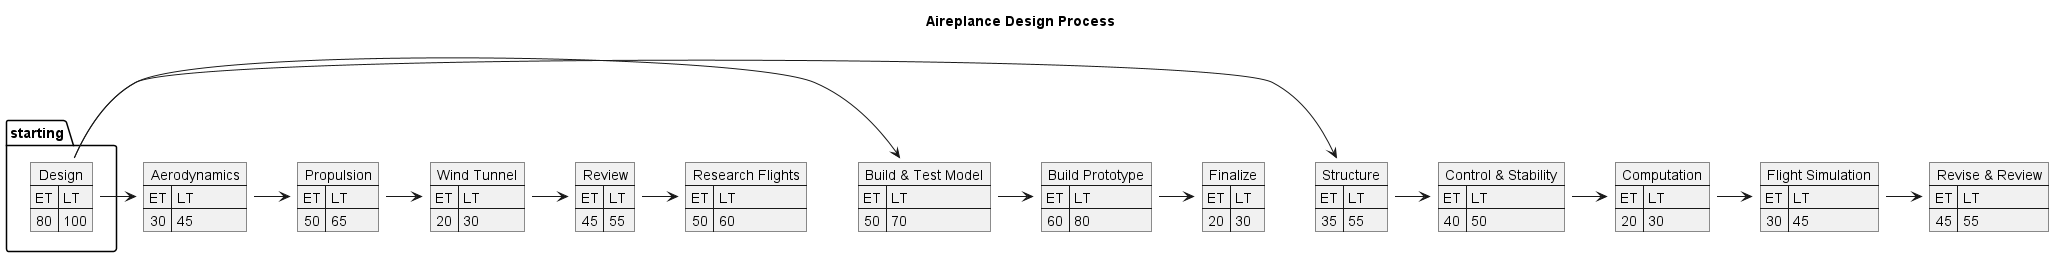 Aireplance Design Process
starting
Design
ET LT
80 100
Aerodynamics
ET LT
30 45
Propulsion
ET LT
50 65
Wind Tunnel
ET LT
20 30
Review
ET LT
45 55
Research Flights
ET LT
50 60
Build & Test Model
ET LT
50 70
Build Prototype
ET LT
60 80
Finalize
ET LT
20 30
Structure
ET LT
35 55
Control & Stability
ET LT
40 50
Computation
ET LT
20 30
Flight Simulation
ET LT
30 45
Revise & Review
ET LT
45 55